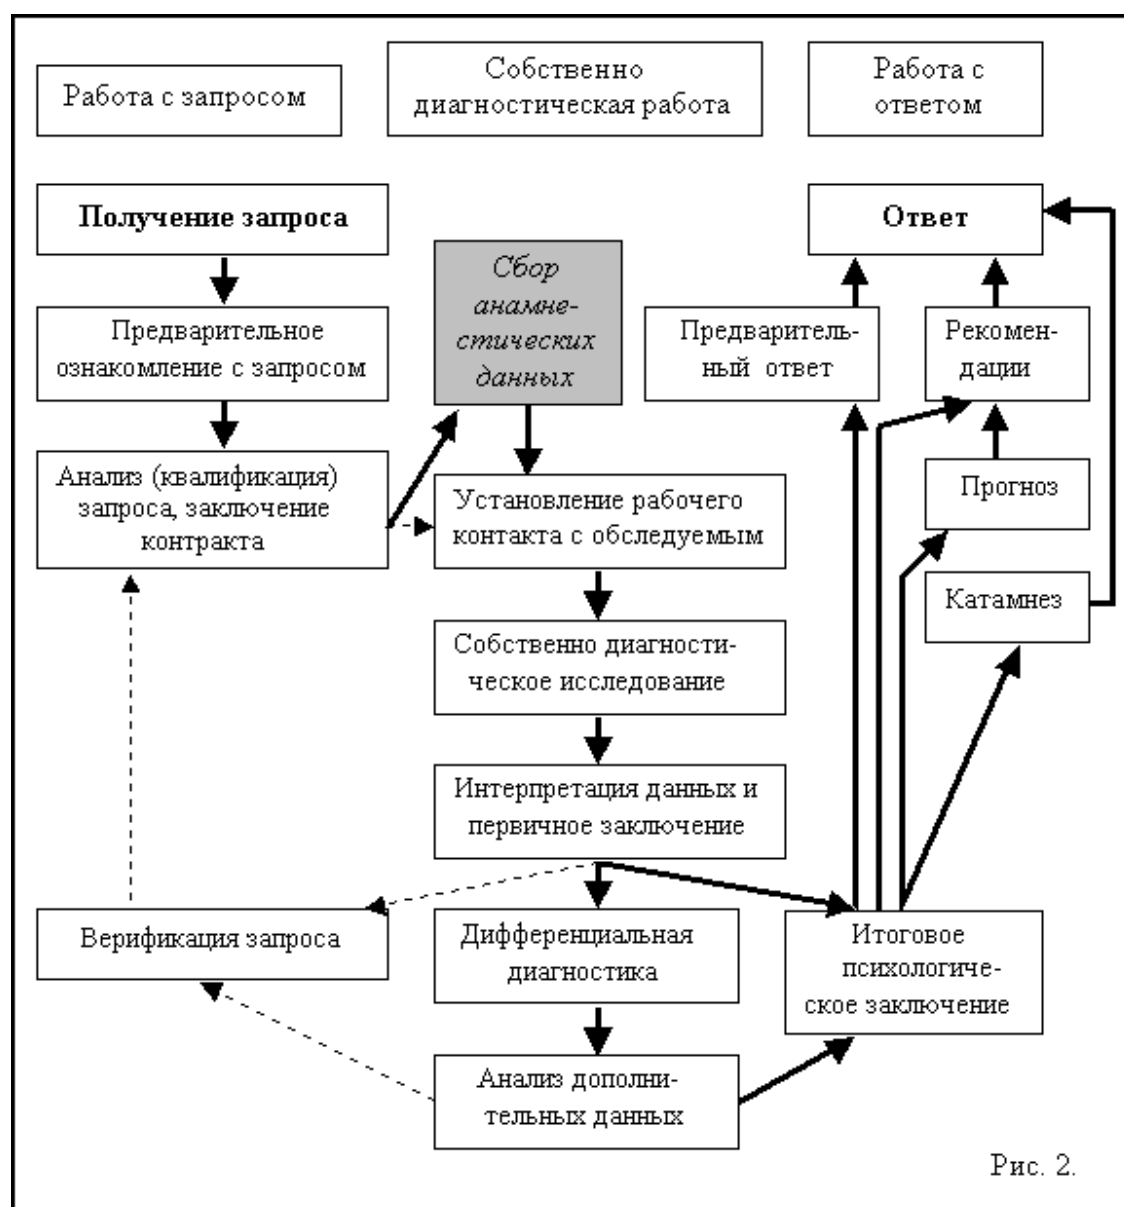 Работа с запросом
Собственно
диагностическая работа
Работа с
ответом
Получение запроса
Ответ
Сбор
анамне-
стических
данных
Предварительное
ознакомление с запросом
Предваритель-
ный ответ
Рекомен-
дации
Анализ (квалификация)
запроса, заключение
контракта
Установление рабочего
контакта с обследуемым
Прогноз
Катамнез
Собственно диагности-
ческое исследование
Интерпретация данных и
первичное заключение
Верификация запроса
Дифференциальная
диагностика
Итоговое
психологиче-
ское заключение
Анализ дополни-
тельных данных
Рис. 2.